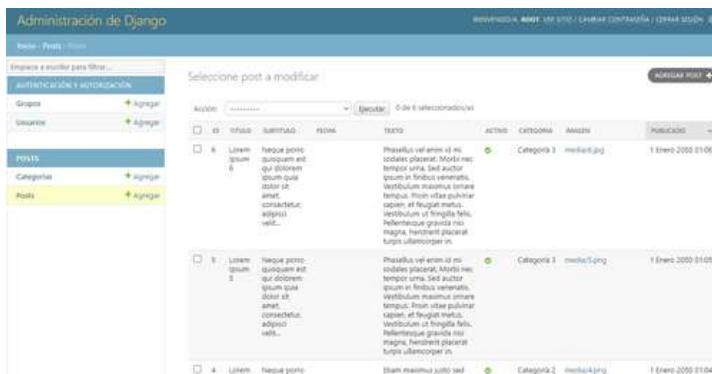 Administración de Django
BIENVENIDO/A, ROOT. VER SITIO / CAMBIAR CONTRASEÑA / CERRAR SESIÓN
Inicio › Posts › Posts
Empiece a escribir para filtrar...
AUTENTICACIÓN Y AUTORIZACIÓN
Grupos + Agregar
Usuarios + Agregar
POSTS
Categorías + Agregar
Posts + Agregar
Seleccione post a modificar
AGREGAR POST +
Acción: --------- Ejecutar 0 de 6 seleccionados/as
ID TITULO SUBTITULO FECHA TEXTO ACTIVO CATEGORIA IMAGEN PUBLICADO
6
Lorem
ipsum
6
Neque porro
quisquam est
qui dolorem
ipsum quia
dolor sit
amet,
consectetur,
adipisci
velit...
Phasellus vel enim id mi
sodales placerat. Morbi nec
tempor urna. Sed auctor
ipsum in finibus venenatis.
Vestibulum maximus ornare
tempus. Proin vitae pulvinar
sapien, et feugiat metus.
Vestibulum ut fringilla felis.
Pellentesque gravida nisi
magna, hendrerit placerat
turpis ullamcorper in.
Categoría 3
media/6.jpg
1 Enero 2050 01:06
5
Lorem
ipsum
5
Neque porro
quisquam est
qui dolorem
ipsum quia
dolor sit
amet,
consectetur,
adipisci
velit...
Phasellus vel enim id mi
sodales placerat. Morbi nec
tempor urna. Sed auctor
ipsum in finibus venenatis.
Vestibulum maximus ornare
tempus. Proin vitae pulvinar
sapien, et feugiat metus.
Vestibulum ut fringilla felis.
Pellentesque gravida nisi
magna, hendrerit placerat
turpis ullamcorper in.
Categoría 3
media/5.png
1 Enero 2050 01:05
4
Lorem
Neque porro
Etiam maximus justo sed
Categoría 2
media/4.png
1 Enero 2050 01:04